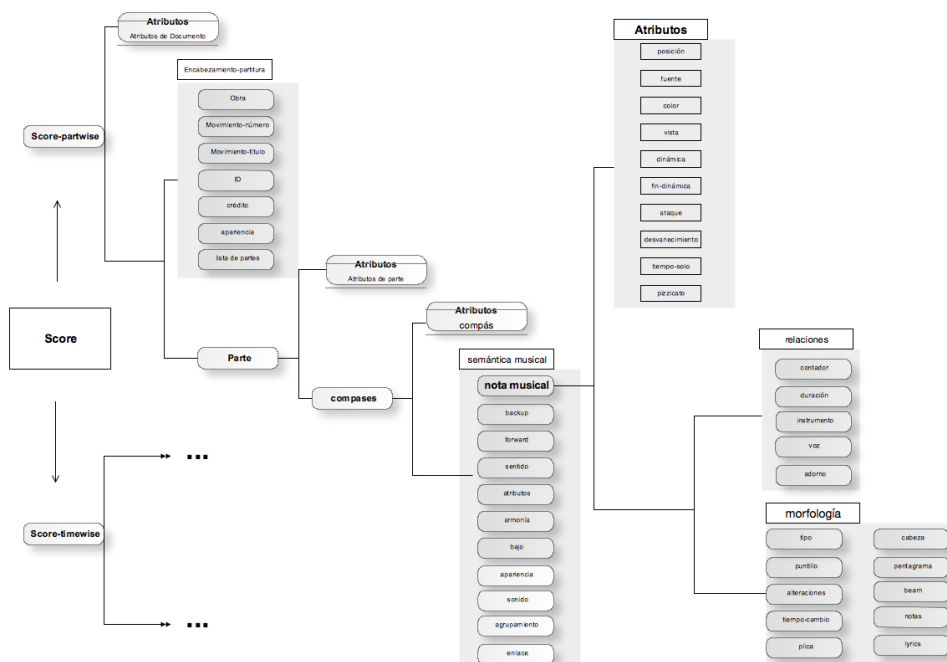 Atributos
Atributos de Documento
Score-partwise
Encabezamiento-partitura
Obra
Movimiento-número
Movimiento-título
ID
crédito
apariencia
lista de partes
Score
Parte
Atributos
Atributos de parte
compases
Atributos
compás
semántica musical
nota musical
backup
forward
sentido
atributos
armonía
bajo
apariencia
sonido
agrupamiento
enlace
Score-timewise
...
...
Atributos
posición
fuente
color
vista
dinámica
fin-dinámica
ataque
desvanecimiento
tiempo-solo
pizzicato
relaciones
contador
duración
instrumento
voz
adorno
morfología
tipo
puntillo
alteraciones
tiempo-cambio
plica
cabeza
pentagrama
beam
notas
lyrics